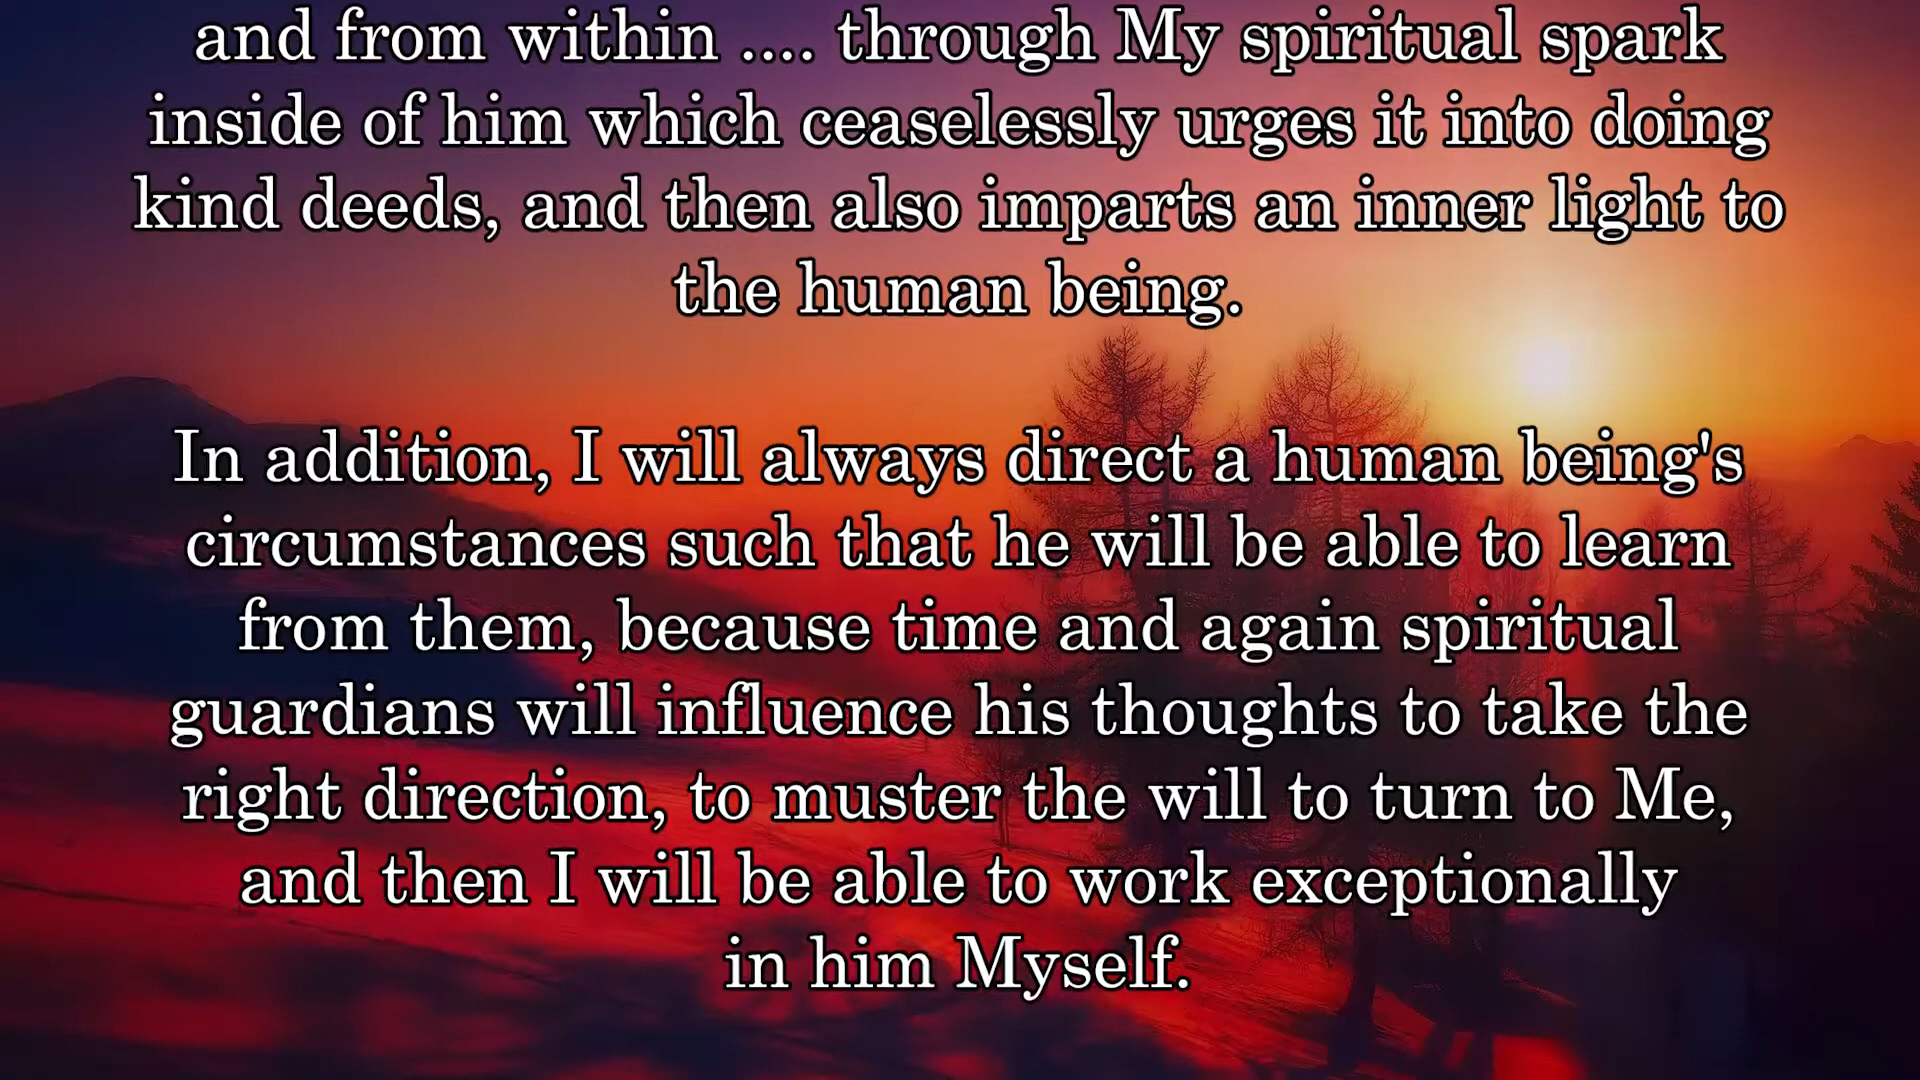 and from within .... through My spiritual spark
inside of him which ceaselessly urges it into doing
kind deeds, and then also imparts an inner light to
the human being.
In addition, I will always direct a human being's
circumstances such that he will be able to learn
from them, because time and again spiritual
guardians will influence his thoughts to take the
right direction, to muster the will to turn to Me,
and then I will be able to work exceptionally
in him Myself.